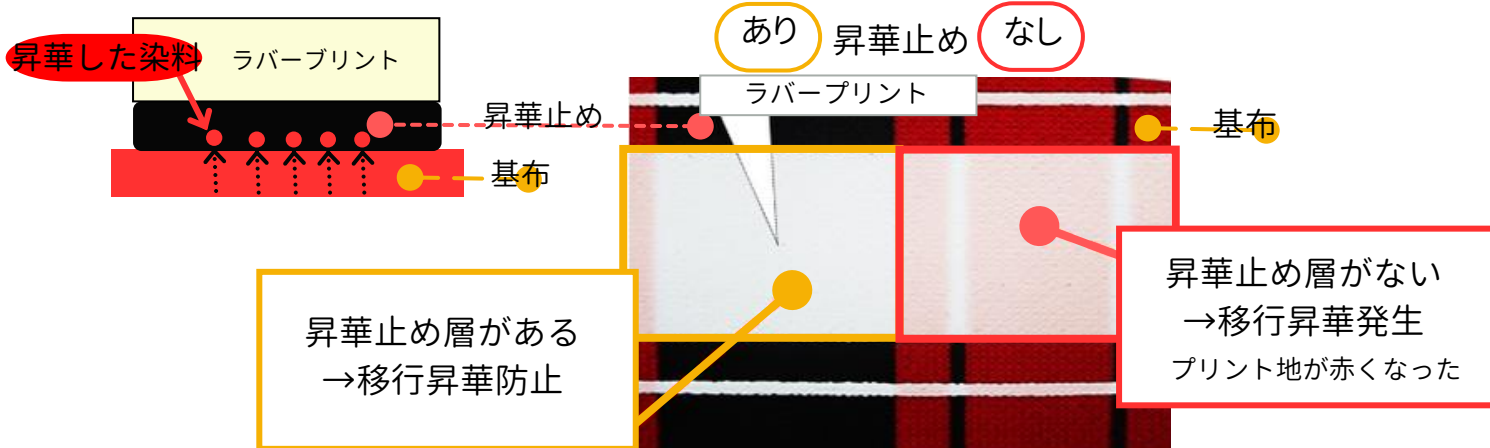 昇華した染料
ラバーブリント
昇華止め
基布
あり 昇華止め なし
ラバープリント
基布
昇華止め層がある
→移行昇華防止
昇華止め層がない
→移行昇華発生
プリント地が赤くなった